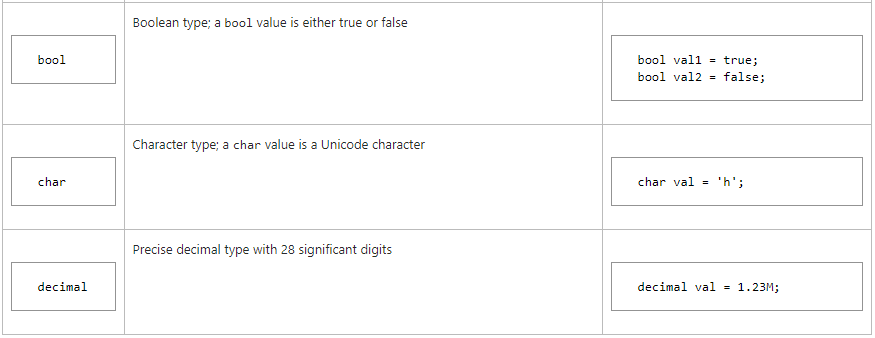 Boolean type; a bool value is either true or false
bool
bool val1 = true;
bool val2 = false;
Character type; a char value is a Unicode character
char
char val = 'h';
Precise decimal type with 28 significant digits
decimal
decimal val = 1.23M;